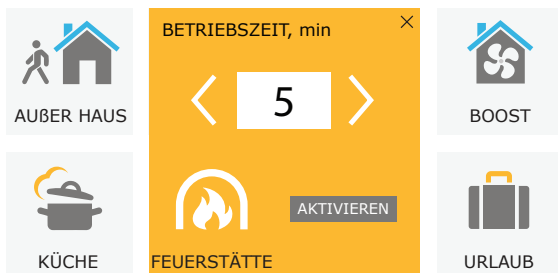 BETRIEBSZEIT, min
5
AUßER HAUS
BOOST
AKTIVIEREN
KÜCHE
FEUERSTÄTTE
URLAUB